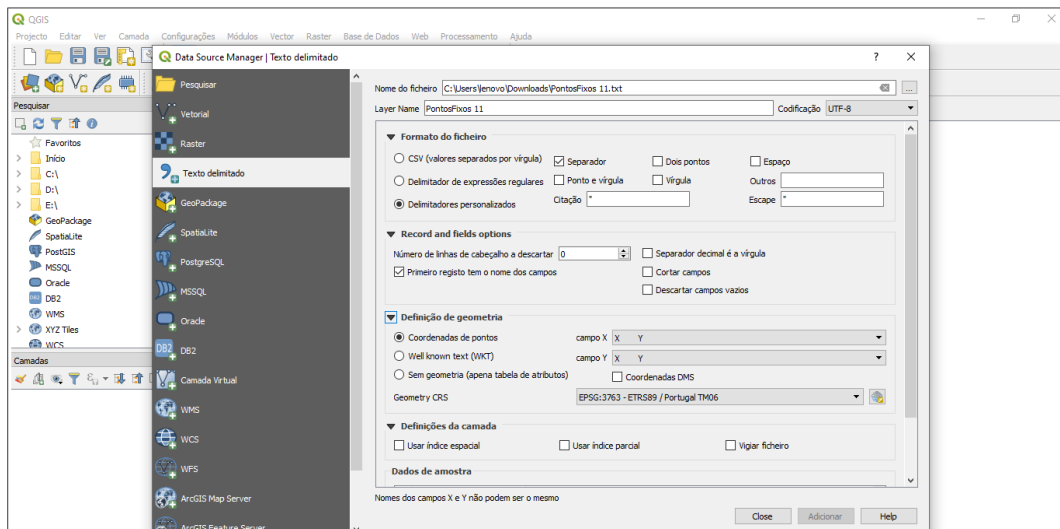 QGIS
Projecto Editar Ver Camada Configurações Módulos Vector Raster Base de Dados Web Processamento Ajuda
Data Source Manager | Texto delimitado
Pesquisar
Favoritos
Início
C:\
D:\
E:\
GeoPackage
SpatiaLite
PostGIS
MSSQL
Oracle
DB2
WMS
XYZ Tiles
WCS
Camadas
Pesquisar
Vetorial
Raster
Texto delimitado
GeoPackage
SpatiaLite
PostgreSQL
MSSQL
Oracle
DB2 DB2
Camada Virtual
WMS
WCS
WFS
ArcGIS Map Server
ArcGIS Feature Server
Nome do ficheiro C:\Users\lenovo\Downloads\PontosFixos 11.txt ...
Layer Name PontosFixos 11 Codificação UTF-8
Formato do ficheiro
CSV (valores separados por vírgula) Separador Dois pontos Espaço
Delimitador de expressões regulares Ponto e vírgula Vírgula Outros
Delimitadores personalizados Citação " Escape "
Record and fields options
Número de linhas de cabeçalho a descartar 0 Separador decimal é a vírgula
Primeiro registo tem o nome dos campos Cortar campos
Descartar campos vazios
Definição de geometria
Coordenadas de pontos campo X X Y
Well known text (WKT) campo Y X Y
Sem geometria (apena tabela de atributos) Coordenadas DMS
Geometry CRS EPSG:3763 - ETRS89 / Portugal TM06
Definições da camada
Usar índice espacial Usar índice parcial Vigiar ficheiro
Dados de amostra
Nomes dos campos X e Y não podem ser o mesmo
Close Adicionar Help